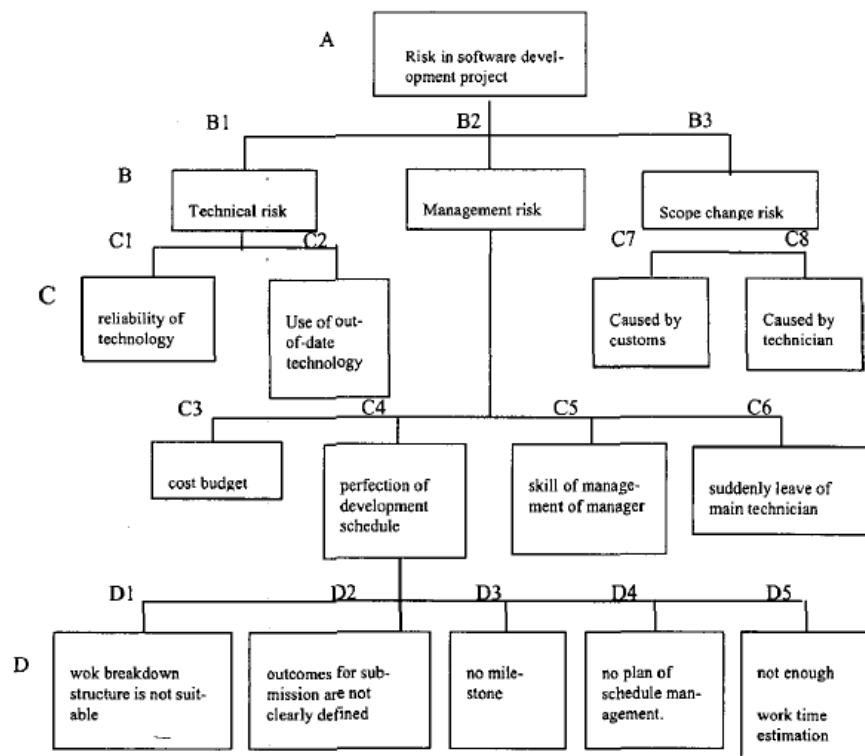 A
Risk in software devel-
opment project
B1
B2
B3
B
Technical risk
Management risk
Scope change risk
C1
C2
C7
C8
C
reliability of
technology
Use of out-
of-date
technology
Caused by
customs
Caused by
technician
C3
C4
C5
C6
cost budget
perfection of
development
schedule
skill of manage-
ment of manager
suddenly leave of
main technician
D1
D2
D3
D4
D5
D
wok breakdown
structure is not suit-
able
outcomes for sub-
mission are not
clearly defined
no mile-
stone
no plan of
schedule man-
agement.
not enough
work time
estimation